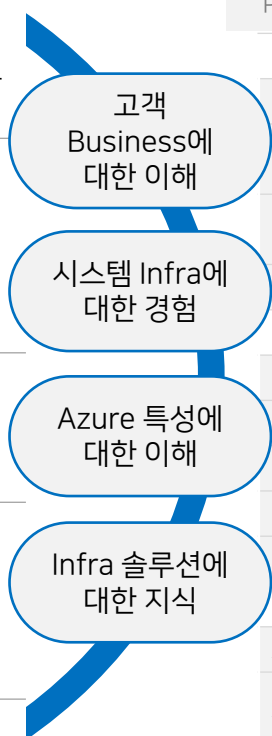 고객
Business에
대한 이해
시스템 Infra에
대한 경험
Azure 특성에
대한 이해
Infra 솔루션에
대한 지식